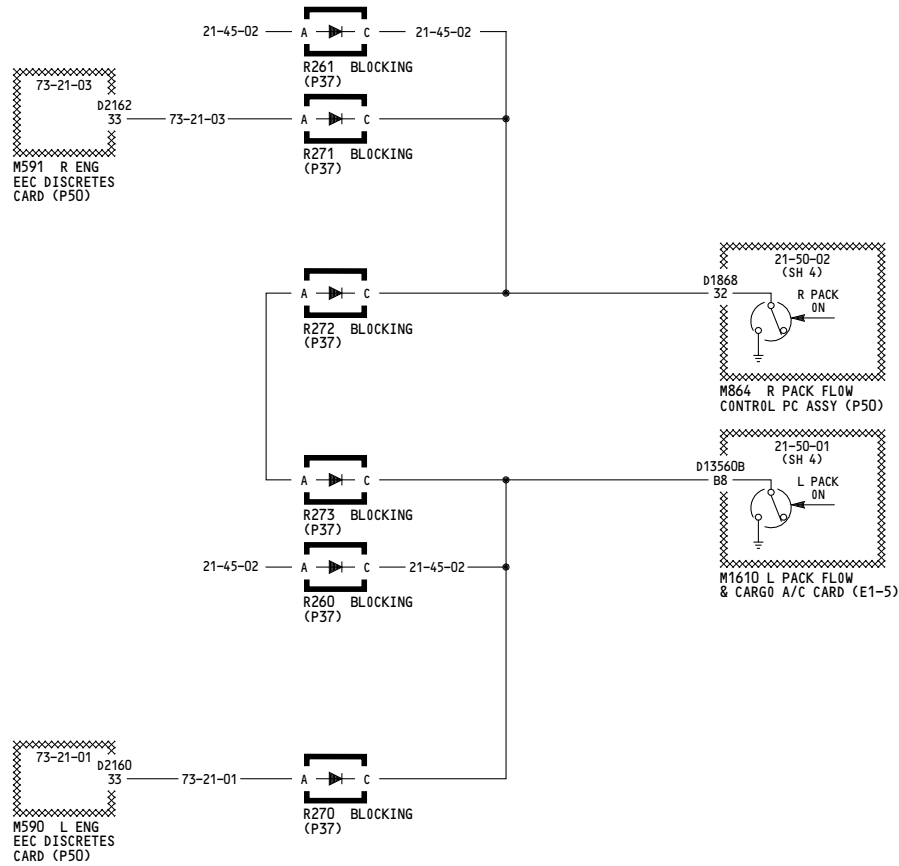 21-45-02 A C 21-45-02
R261 BLOCKING
(P37)
73-21-03
D2162
33 73-21-03 A C
R271 BLOCKING
(P37)
M591 R ENG
EEC DISCRETES
CARD (P50)
A C
R272 BLOCKING
(P37)
21-50-02
(SH 4)
D1868
32
R PACK
ON
M864 R PACK FLOW
CONTROL PC ASSY (P50)
A C
R273 BLOCKING
(P37)
21-50-01
(SH 4)
D13560B
B8
L PACK
ON
M1610 L PACK FLOW
& CARGO A/C CARD (E1-5)
21-45-02 A C 21-45-02
R260 BLOCKING
(P37)
73-21-01
D2160
33 73-21-01 A C
R270 BLOCKING
(P37)
M590 L ENG
EEC DISCRETES
CARD (P50)